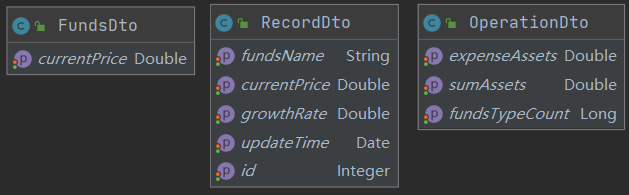 FundsDto
currentPrice Double
RecordDto
fundsName String
currentPrice Double
growthRate Double
updateTime Date
id Integer
OperationDto
expenseAssets Double
sumAssets Double
fundsTypeCount Long